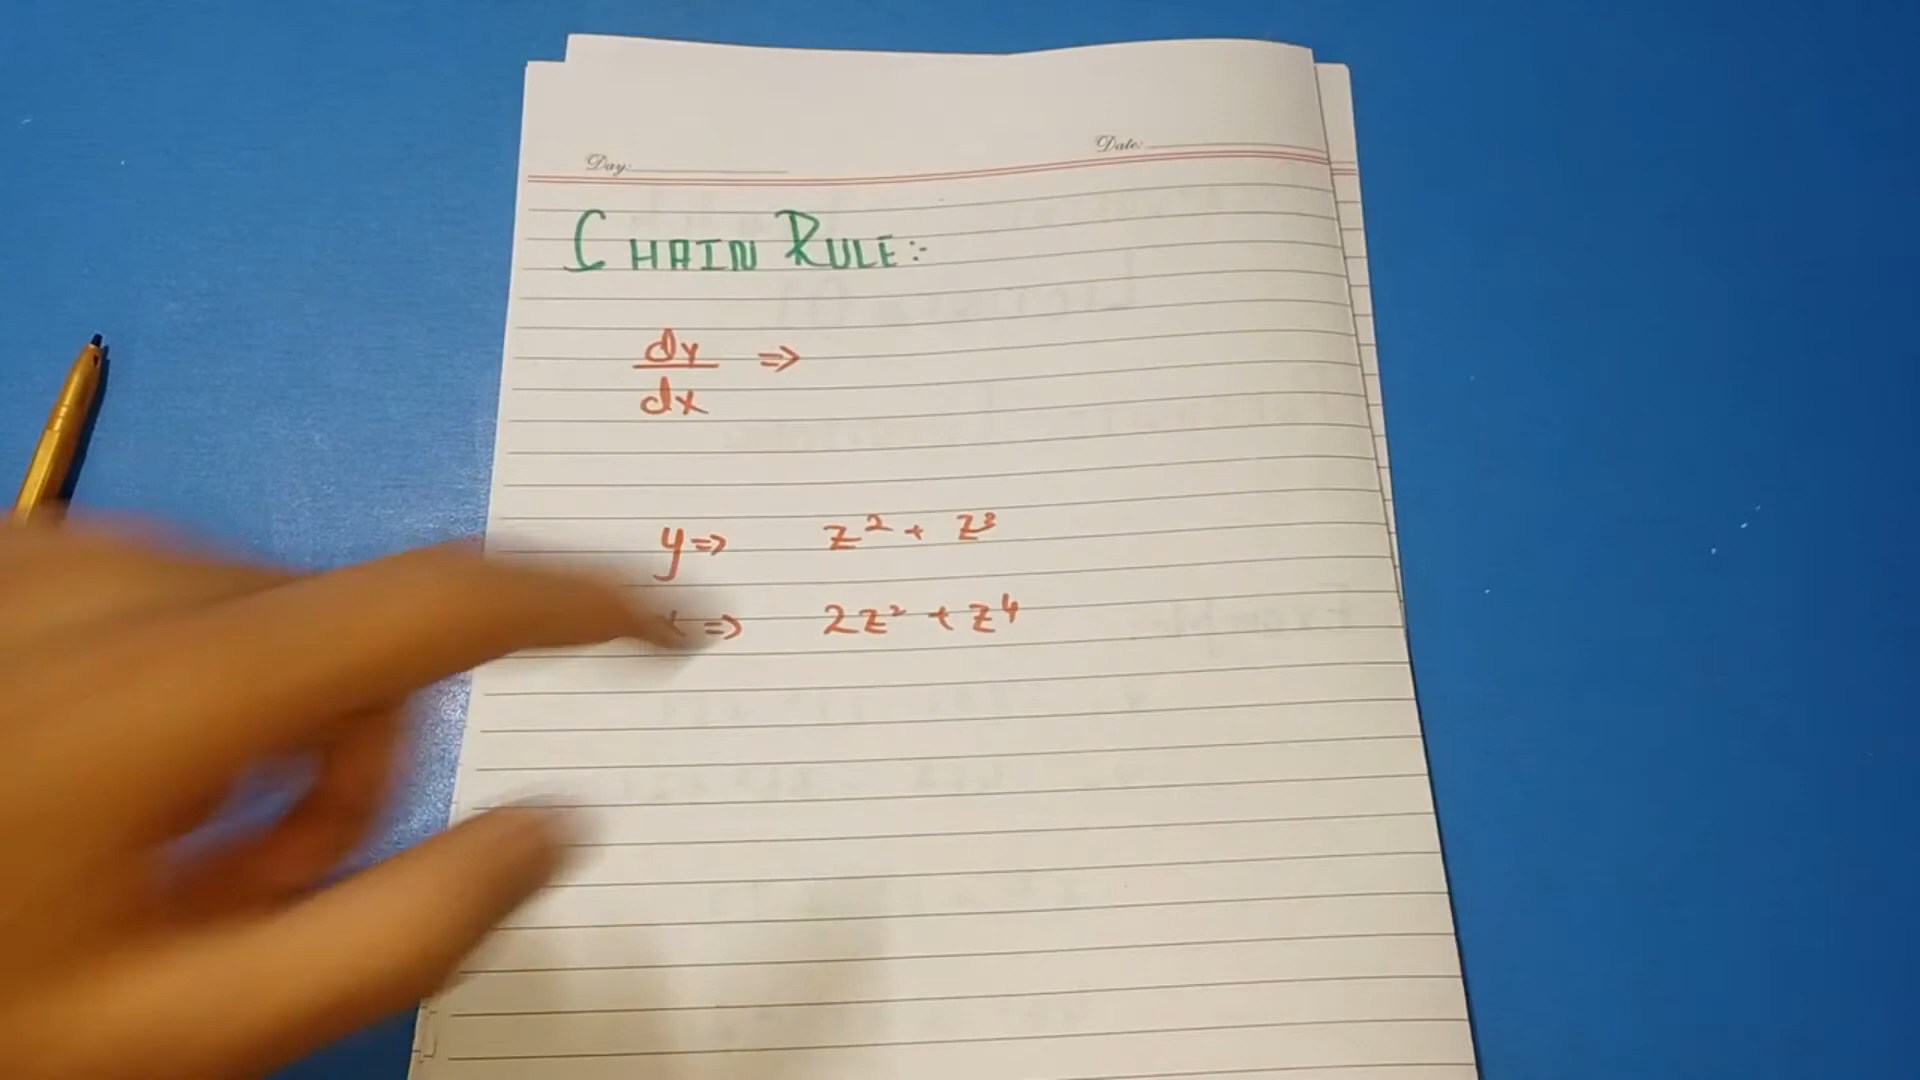 Day: Date:
CHAIN RULE:-
dy
dx ⇒
y ⇒ z² + z³
⇒ 2z² + z⁴